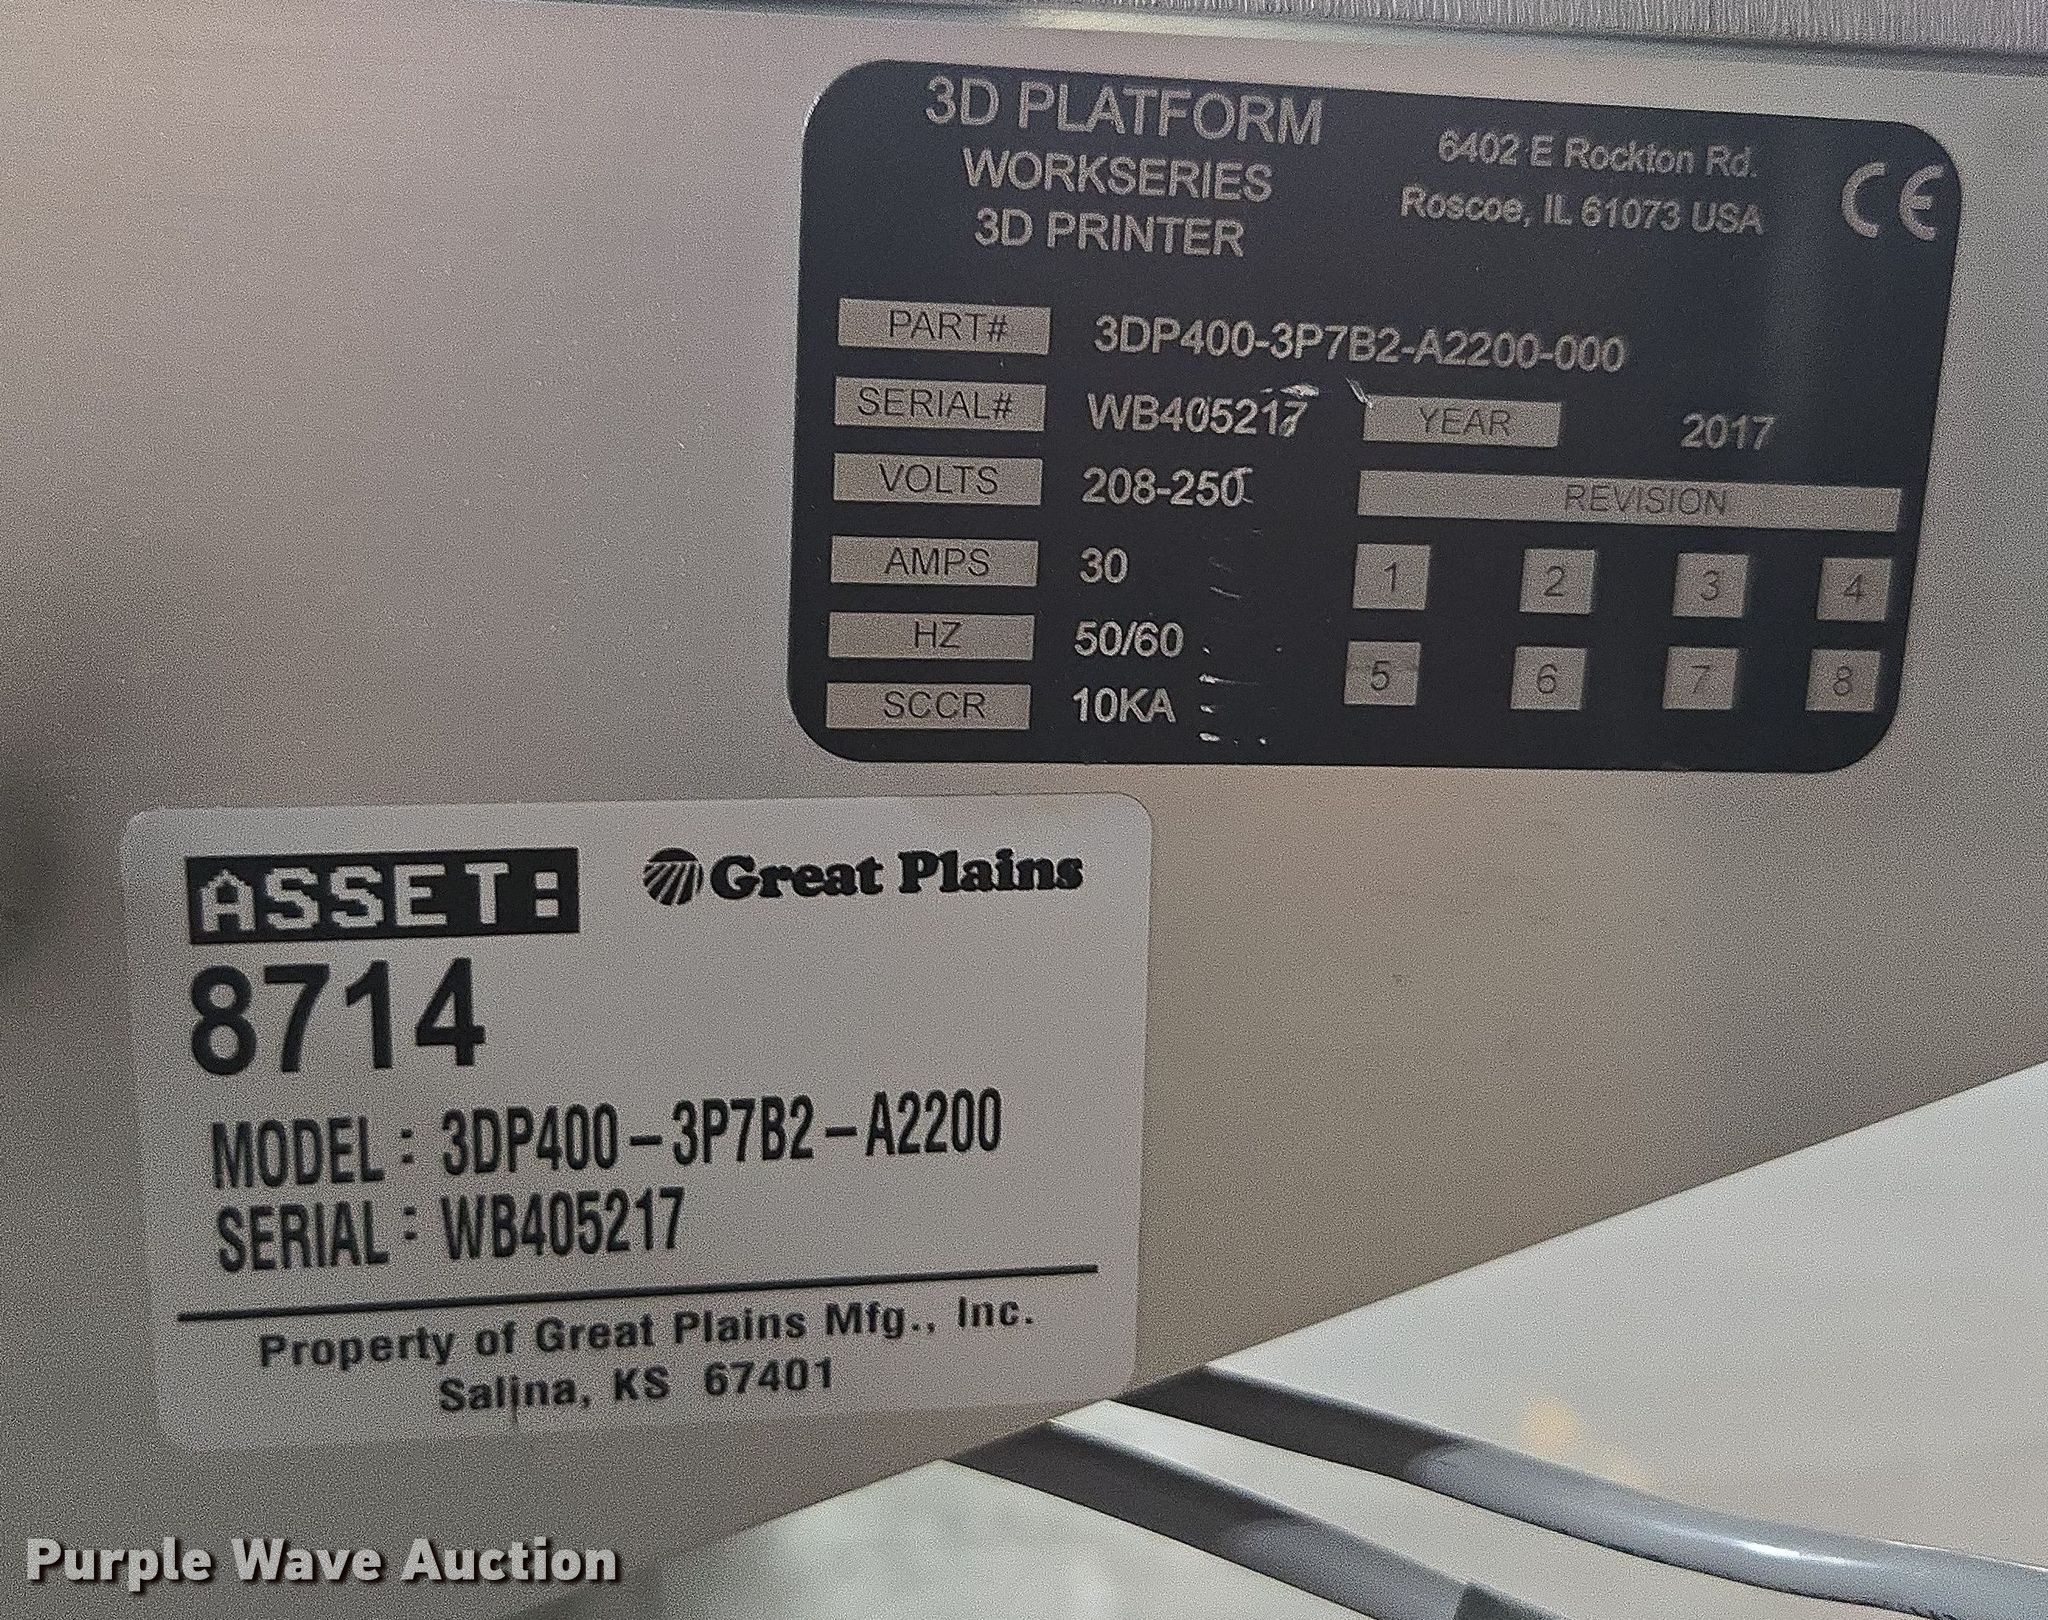 3D PLATFORM
WORKSERIES
3D PRINTER
6402 E Rockton Rd.
Roscoe, IL 61073 USA
CE
PART# 3DP400-3P7B2-A2200-000
SERIAL# WB405217 YEAR 2017
VOLTS 208-250
REVISION
AMPS 30
1 2 3 4
HZ 50/60
5 6 7 8
SCCR 10KA
ASSET: Great Plains
8714
MODEL: 3DP400-3P7B2-A2200
SERIAL: WB405217
Property of Great Plains Mfg., Inc.
Salina, KS 67401
Purple Wave Auction